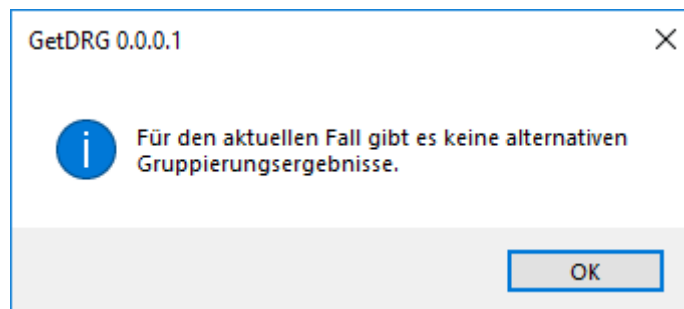 GetDRG 0.0.0.1
Für den aktuellen Fall gibt es keine alternativen
Gruppierungsergebnisse.
OK